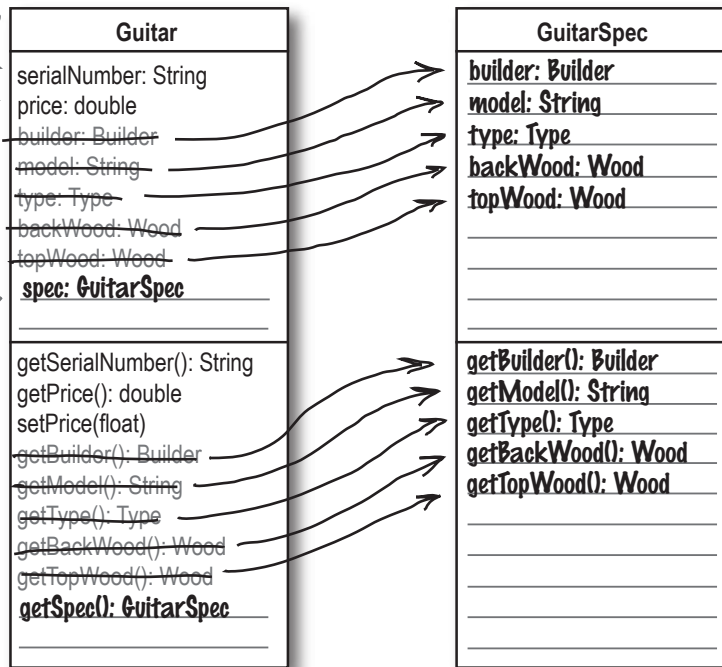 Guitar
serialNumber: String
price: double
builder: Builder
model: String
type: Type
backWood: Wood
topWood: Wood
spec: GuitarSpec
getSerialNumber(): String
getPrice(): double
setPrice(float)
getBuilder(): Builder
getModel(): String
getType(): Type
getBackWood(): Wood
getTopWood(): Wood
getSpec(): GuitarSpec
GuitarSpec
builder: Builder
model: String
type: Type
backWood: Wood
topWood: Wood
getBuilder(): Builder
getModel(): String
getType(): Type
getBackWood(): Wood
getTopWood(): Wood